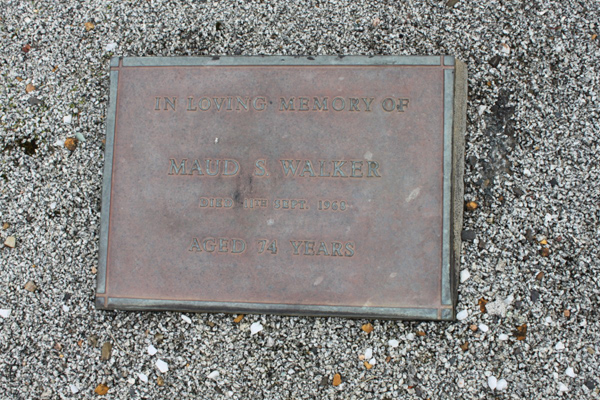 IN LOVING MEMORY OF
MAUD S WALKER
DIED SEPT.
AGED 74 YEARS